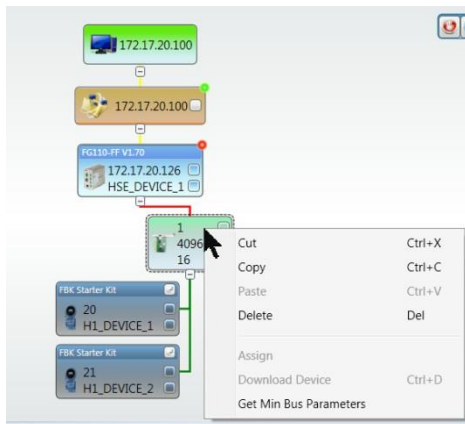 172.17.20.100
172.17.20.100
FG110-FF V1.70
172.17.20.126
HSE_DEVICE_1
1
4096
16
FBK Starter Kit
20
H1_DEVICE_1
FBK Starter Kit
21
H1_DEVICE_2
Cut Ctrl+X
Copy Ctrl+C
Paste Ctrl+V
Delete Del
Assign
Download Device Ctrl+D
Get Min Bus Parameters